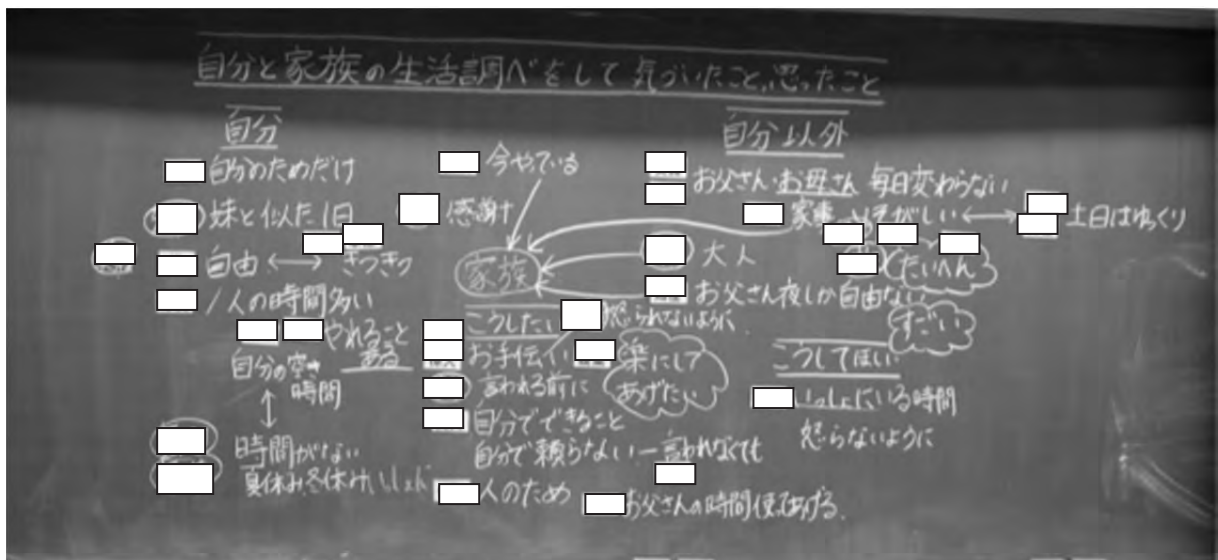 自分と家族の生活調べをして気づいたこと、思ったこと
自分
自分のためだけ
妹と似た1日
自由 ↔ きつきつ
1人の時間多い
やれること
ある
自分の空き
時間
↕
時間がない
夏休み、冬休み、いっしょに
今やっている
感謝
家族
こうしたい
怒られないように
お手伝い
楽にして
あげたい
言われる前に
自分でできること
自分で頼らない ー 言われなくても
人のため
お父さんの時間使ってあげる。
自分以外
お父さん・お母さん 毎日変わらない
家事 いそがしい ↔ 土日はゆっくり
大人
たいへん
お父さん夜しか自由ない
すごい
こうしてほしい
いっしょにいる時間
怒らないように